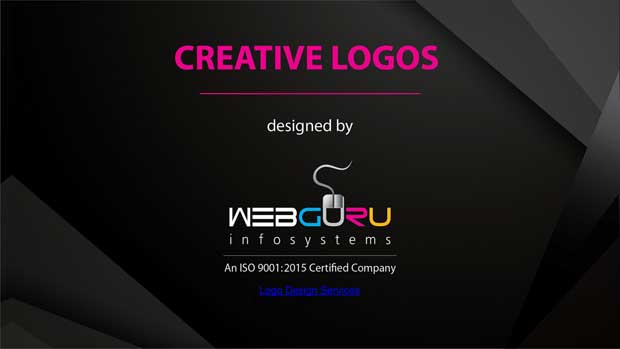 CREATIVE LOGOS
designed by
WEBGURU
infosystems
An ISO 9001:2015 Certified Company
Logo Design Services